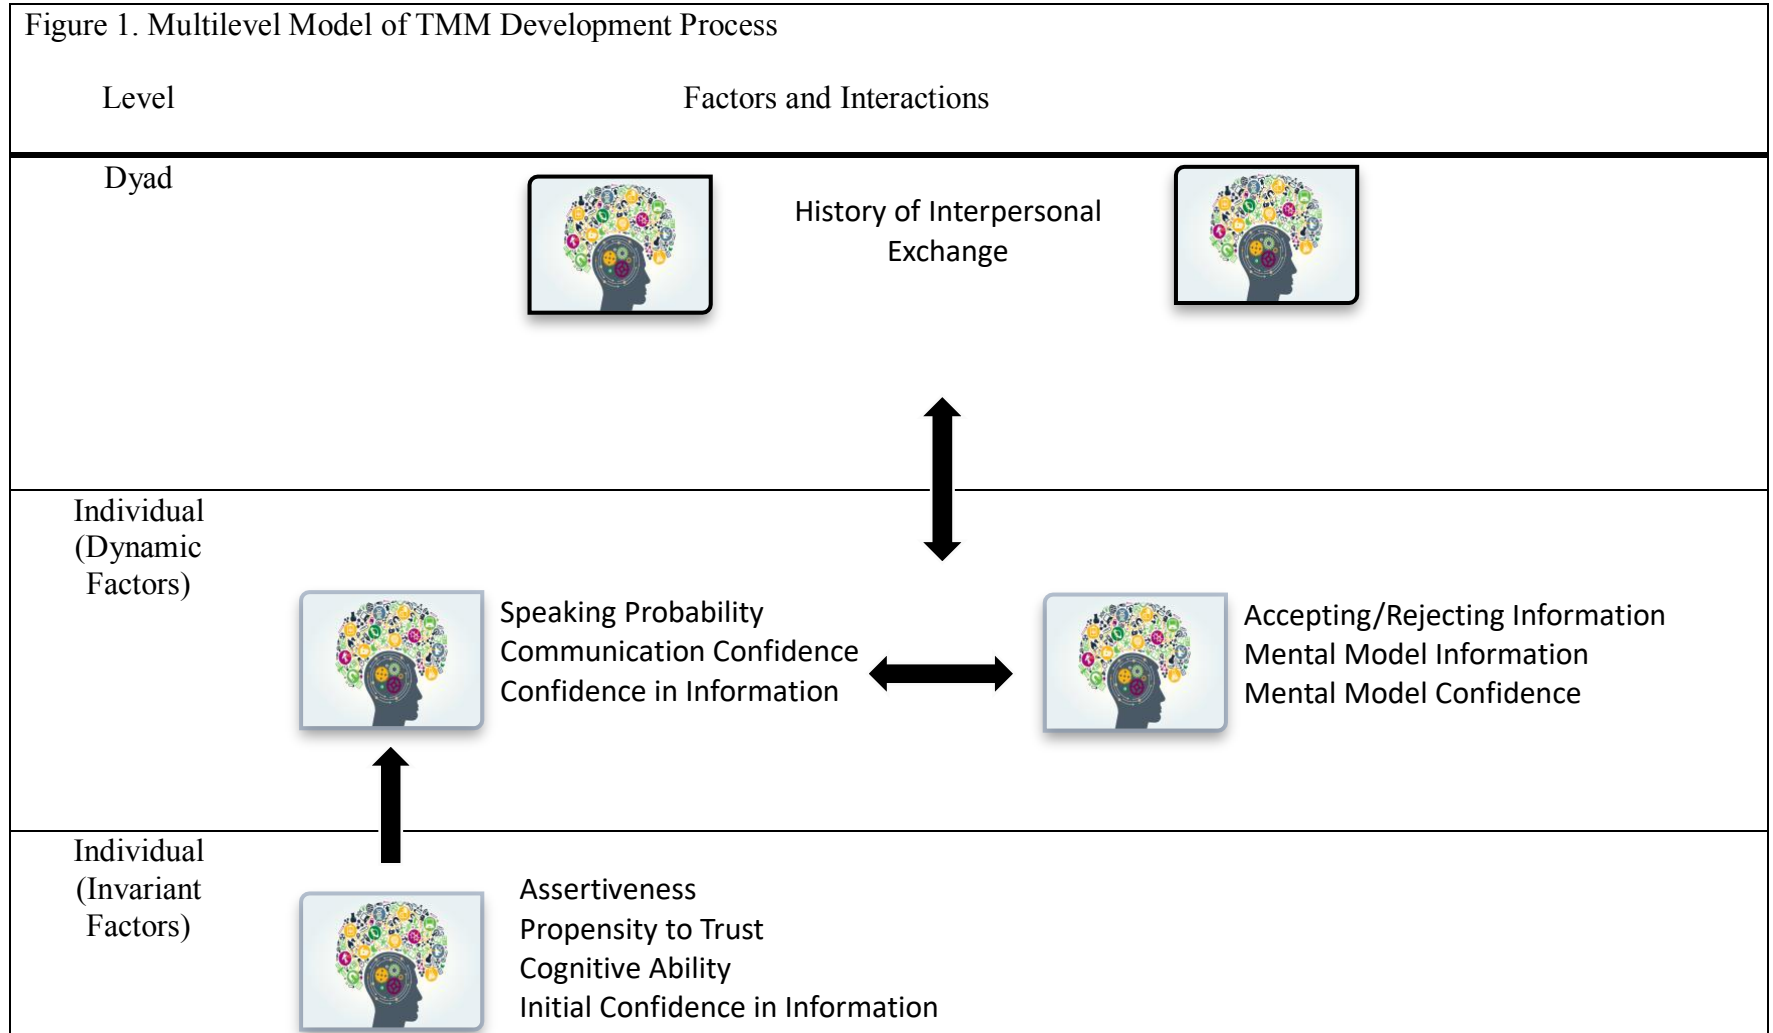 Figure 1. Multilevel Model of TMM Development Process
Level
Factors and Interactions
Dyad
History of Interpersonal
Exchange
Individual
(Dynamic
Factors)
Speaking Probability
Communication Confidence
Confidence in Information
Accepting/Rejecting Information
Mental Model Information
Mental Model Confidence
Individual
(Invariant
Factors)
Assertiveness
Propensity to Trust
Cognitive Ability
Initial Confidence in Information